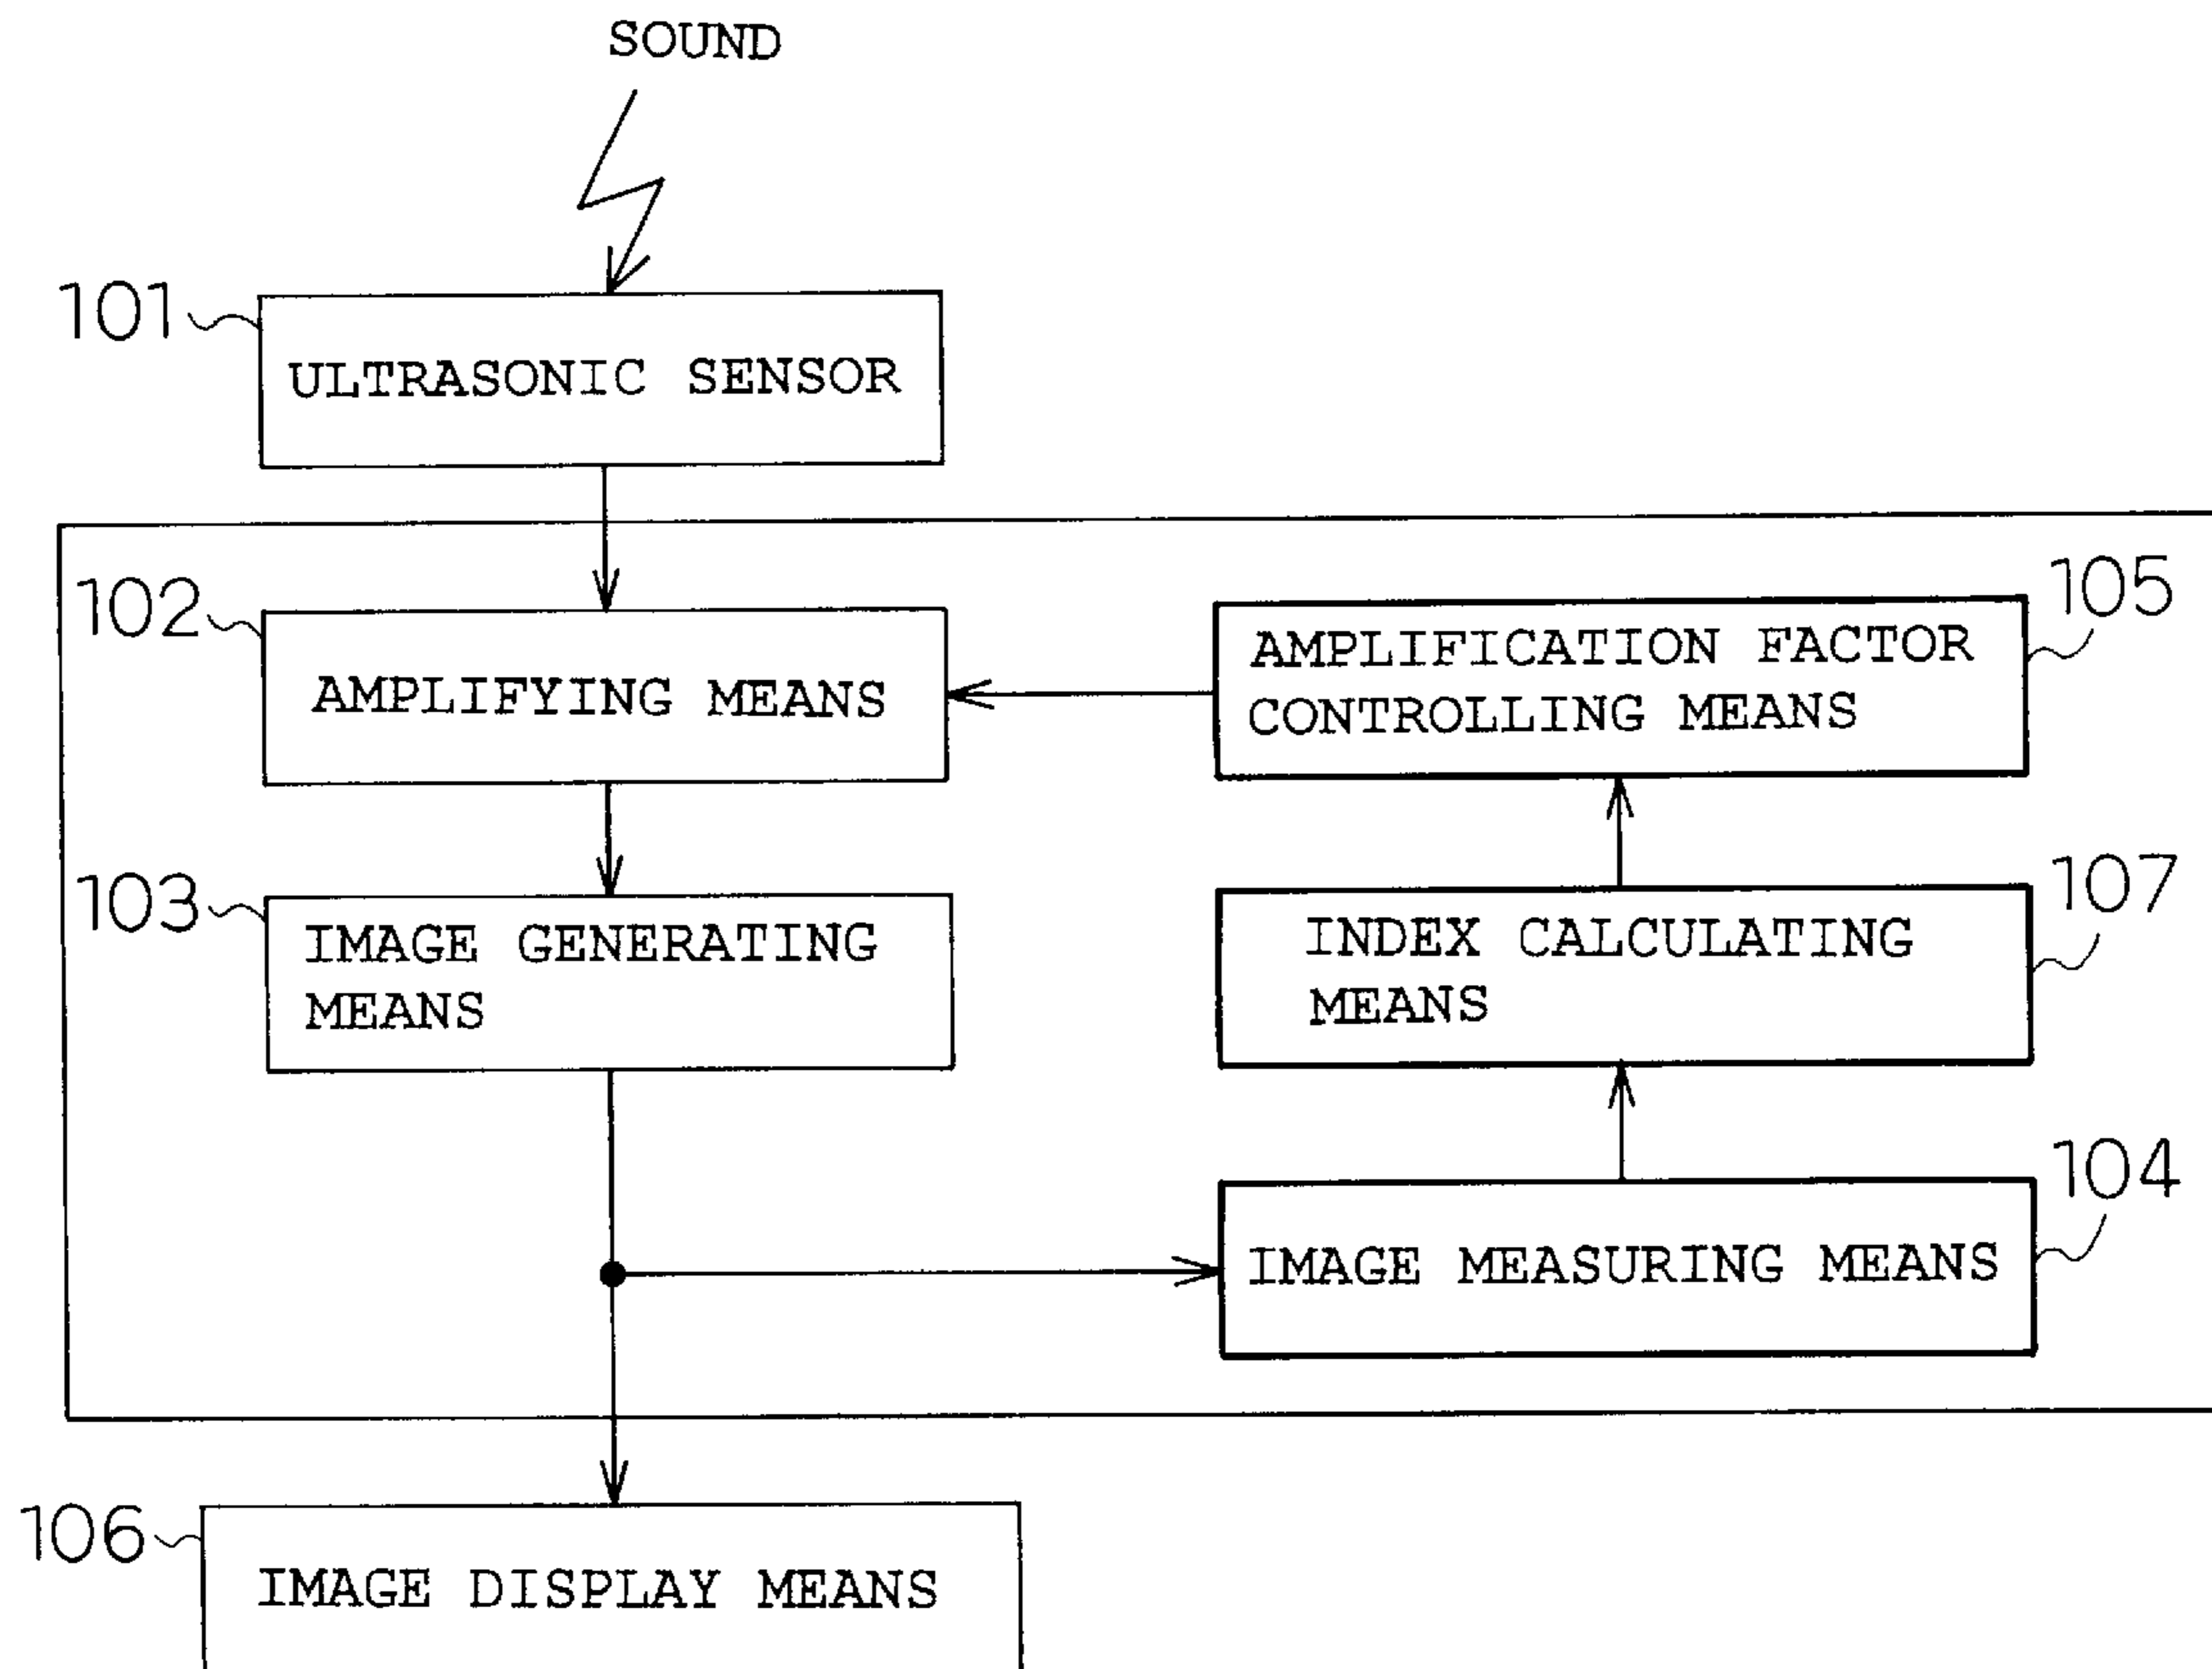 SOUND
101
ULTRASONIC SENSOR
102
AMPLIFYING MEANS
105
AMPLIFICATION FACTOR
CONTROLLING MEANS
103
IMAGE GENERATING
MEANS
107
INDEX CALCULATING
MEANS
104
IMAGE MEASURING MEANS
106
IMAGE DISPLAY MEANS